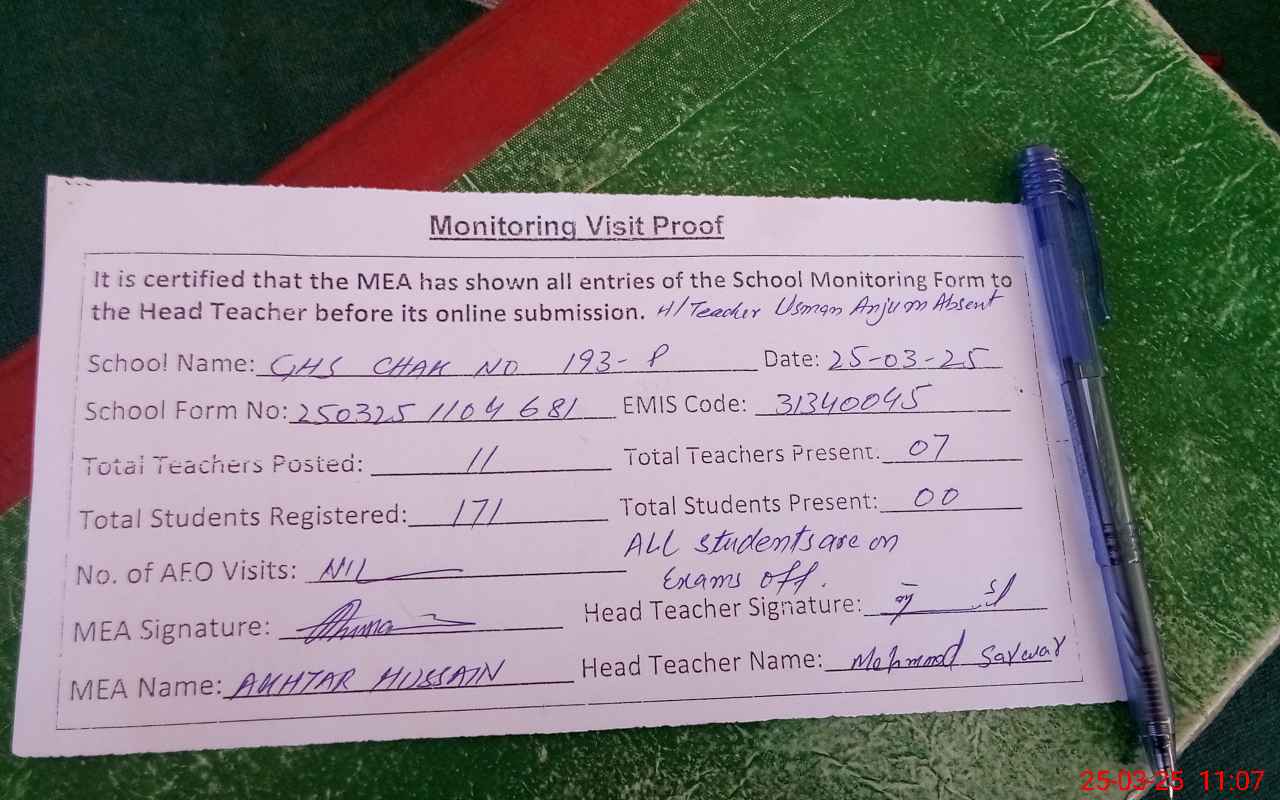 Monitoring Visit Proof
It is certified that the MEA has shown all entries of the School Monitoring Form to
the Head Teacher before its online submission. H/Teacher Usman Anjum Absent
School Name: GHS CHAK NO 193-P Date: 25-03-25
School Form No: 250325 1104 681 EMIS Code: 31340045
Total Teachers Posted: 11 Total Teachers Present: 07
Total Students Registered: 171 Total Students Present: 00
ALL students are on
No. of AEO Visits: NIL
Exams off.
MEA Signature: Head Teacher Signature:
MEA Name: AKHTAR HUSSAIN Head Teacher Name: Mehmood Sarwar
25-03-25 11:07